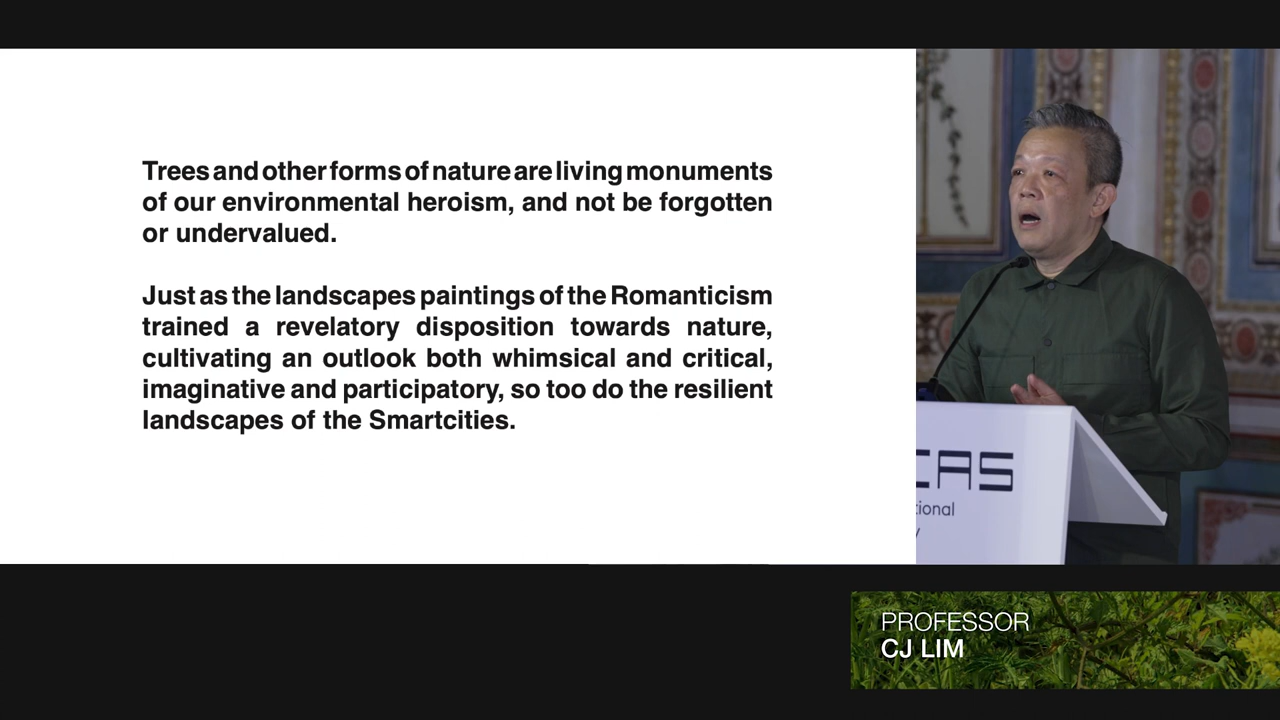 Trees and other forms of nature are living monuments
of our environmental heroism, and not be forgotten
or undervalued.
Just as the landscapes paintings of the Romanticism
trained a revelatory disposition towards nature,
cultivating an outlook both whimsical and critical,
imaginative and participatory, so too do the resilient
landscapes of the Smartcities.
CAS
tional
y
PROFESSOR
CJ LIM